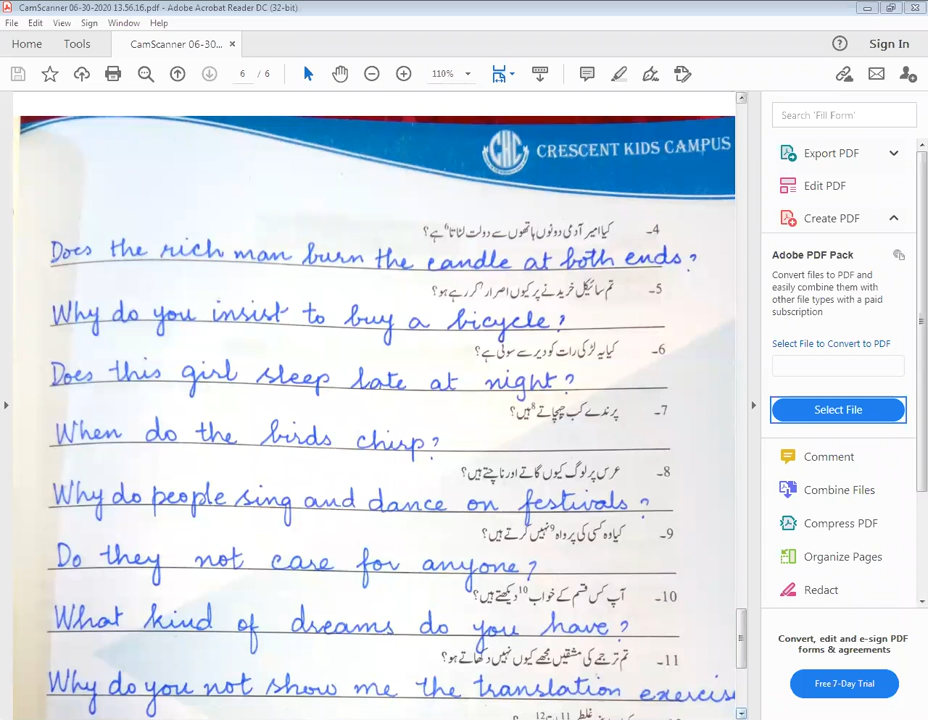 CamScanner 06-30-2020 13.56.16.pdf - Adobe Acrobat Reader DC (32-bit)
File Edit View Sign Window Help
Home Tools CamScanner 06-30... × Sign In
6 / 6 110%
Search 'Fill Form'
CHC CRESCENT KIDS CAMPUS
4- کیا امیر آدمی دونوں ہاتھوں سے دولت لٹاتا6 ہے؟
Does the rich man burn the candle at both ends?
5- تم سائیکل خریدنے پر کیوں اصرار7 کر رہے ہو؟
Why do you insist to buy a bicycle?
6- کیا یہ لڑکی رات کو دیر سے سوتی ہے؟
Does this girl sleep late at night?
7- پرندے کب چہچہاتے8 ہیں؟
When do the birds chirp?
8- عرس پر لوگ کیوں گاتے اور ناچتے ہیں؟
Why do people sing and dance on festivals?
9- کیا وہ کسی کی پرواہ9 نہیں کرتے ہیں؟
Do they not care for anyone?
10- آپ کس قسم کے خواب10 دیکھتے ہیں؟
What kind of dreams do you have?
11- تم ترجمے کی مشقیں مجھے کیوں نہیں دکھاتے ہو؟
Why do you not show me the translation exercis
Export PDF
Edit PDF
Create PDF
Adobe PDF Pack
Convert files to PDF and
easily combine them with
other file types with a paid
subscription
Select File to Convert to PDF
Select File
Comment
Combine Files
Compress PDF
Organize Pages
Redact
Convert, edit and e-sign PDF
forms & agreements
Free 7-Day Trial